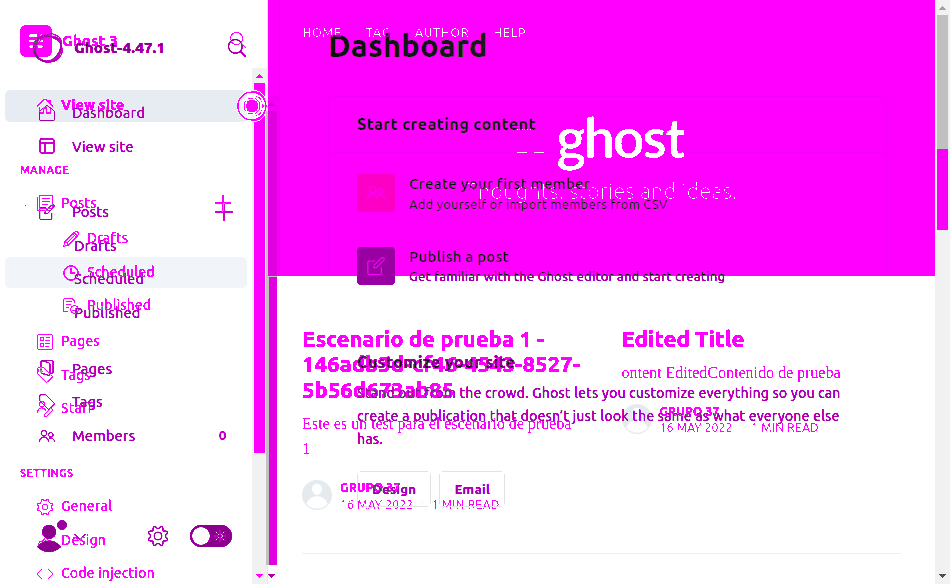 Ghost 3
Ghost-4.47.1
View site
Dashboard
View site
MANAGE
Posts
Posts
Drafts
Drafts
Scheduled
Scheduled
Published
Published
Pages
Pages
Tags
Tags
Staff
Members 0
SETTINGS
General
Design
Code injection
HOME TAG AUTHOR HELP
Dashboard
Start creating content
ghost
Create your first member
Thoughts, stories and ideas.
Add yourself or import members from CSV
Publish a post
Get familiar with the Ghost editor and start creating
Escenario de prueba 1 -
8527-
Edited Title
Customize your site
ontent EditedContenido de prueba
Stand out from the crowd. Ghost lets you customize everything so you can
create a publication that doesn't just look the same as what everyone else
has.
GRUPO 37
16 MAY 2022 1 MIN READ
Este es un test para el escenario de prueba
1
Design Email
GRUPO 37
16 MAY 2022 1 MIN READ